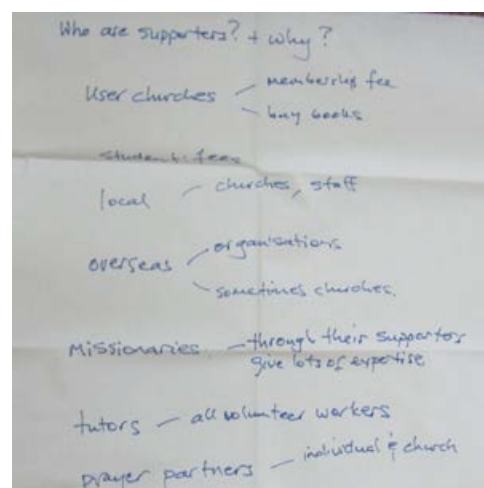 Who are supporters? + why?
User churches – membership fee
– buy books
student fees
local – churches, staff
overseas – organisations
– sometimes churches.
Missionaries – through their supporters
give lots of expertise
tutors – all volunteer workers
prayer partners – individual & church